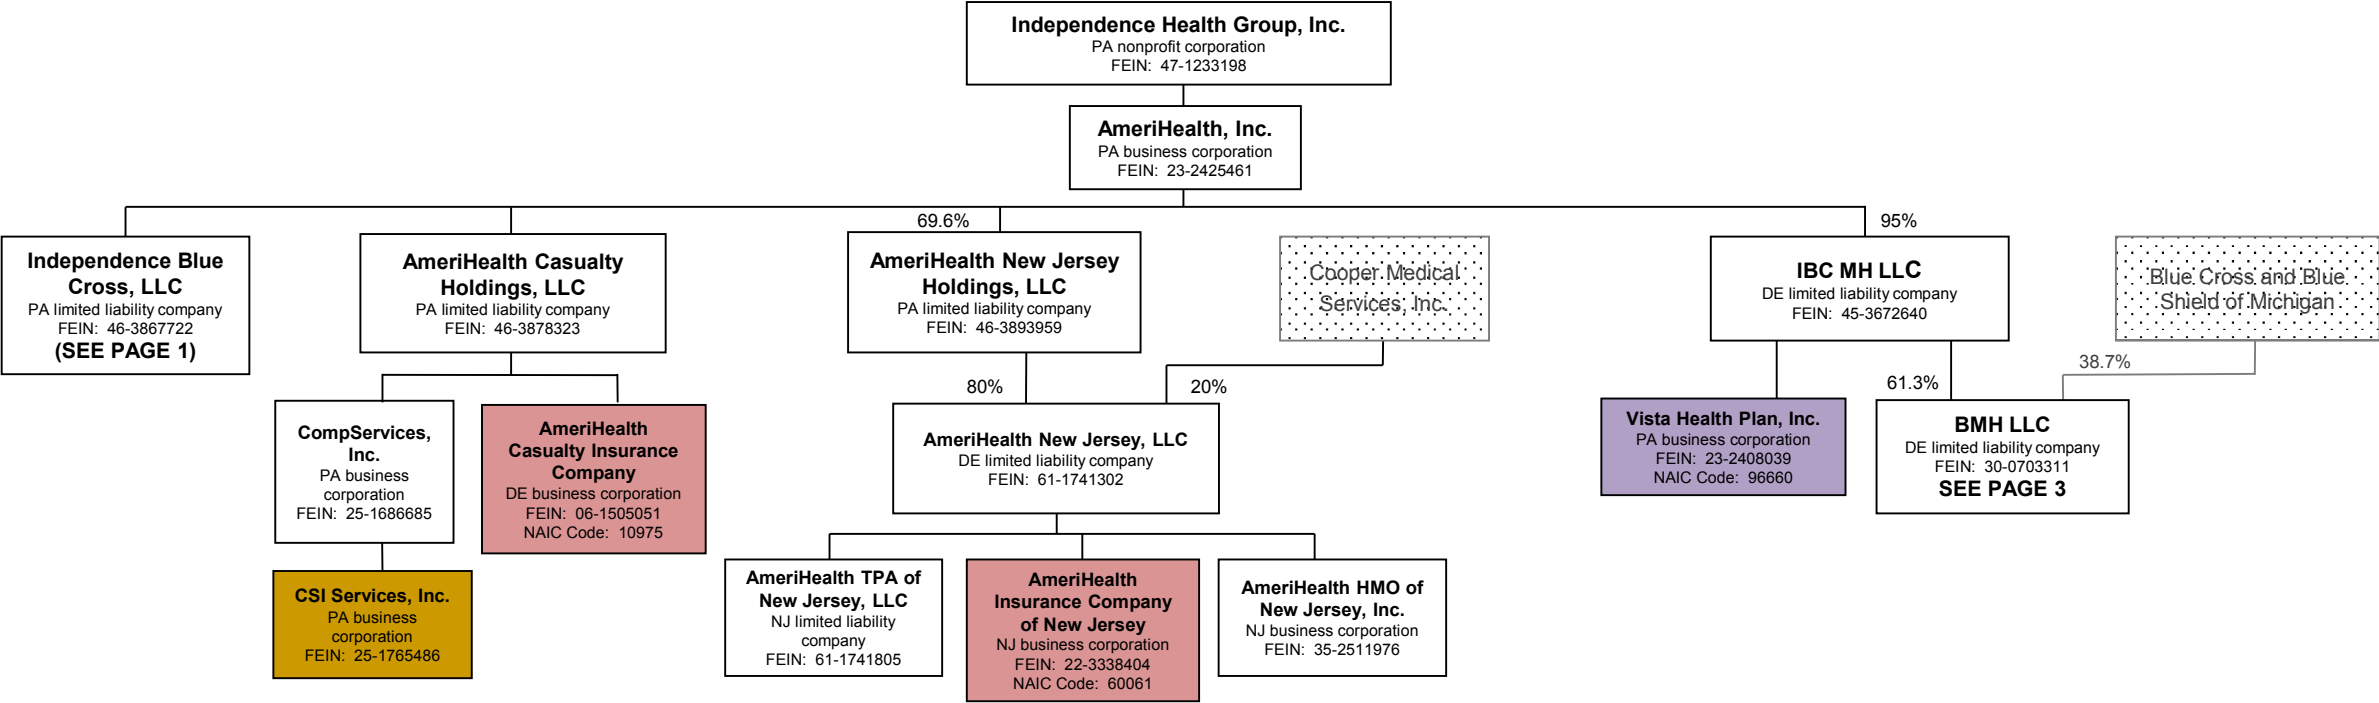 Independence Health Group, Inc.
PA nonprofit corporation
FEIN: 47-1233198
AmeriHealth, Inc.
PA business corporation
FEIN: 23-2425461
69.6%
95%
Independence Blue
Cross, LLC
PA limited liability company
FEIN: 46-3867722
(SEE PAGE 1)
AmeriHealth Casualty
Holdings, LLC
PA limited liability company
FEIN: 46-3878323
AmeriHealth New Jersey
Holdings, LLC
PA limited liability company
FEIN: 46-3893959
Cooper Medical
Services, Inc.
IBC MH LLC
DE limited liability company
FEIN: 45-3672640
Blue Cross and Blue
Shield of Michigan
80%
20%
61.3%
38.7%
CompServices,
Inc.
PA business
corporation
FEIN: 25-1686685
AmeriHealth
Casualty Insurance
Company
DE business corporation
FEIN: 06-1505051
NAIC Code: 10975
AmeriHealth New Jersey, LLC
DE limited liability company
FEIN: 61-1741302
Vista Health Plan, Inc.
PA business corporation
FEIN: 23-2408039
NAIC Code: 96660
BMH LLC
DE limited liability company
FEIN: 30-0703311
SEE PAGE 3
CSI Services, Inc.
PA business
corporation
FEIN: 25-1765486
AmeriHealth TPA of
New Jersey, LLC
NJ limited liability
company
FEIN: 61-1741805
AmeriHealth
Insurance Company
of New Jersey
NJ business corporation
FEIN: 22-3338404
NAIC Code: 60061
AmeriHealth HMO of
New Jersey, Inc.
NJ business corporation
FEIN: 35-2511976